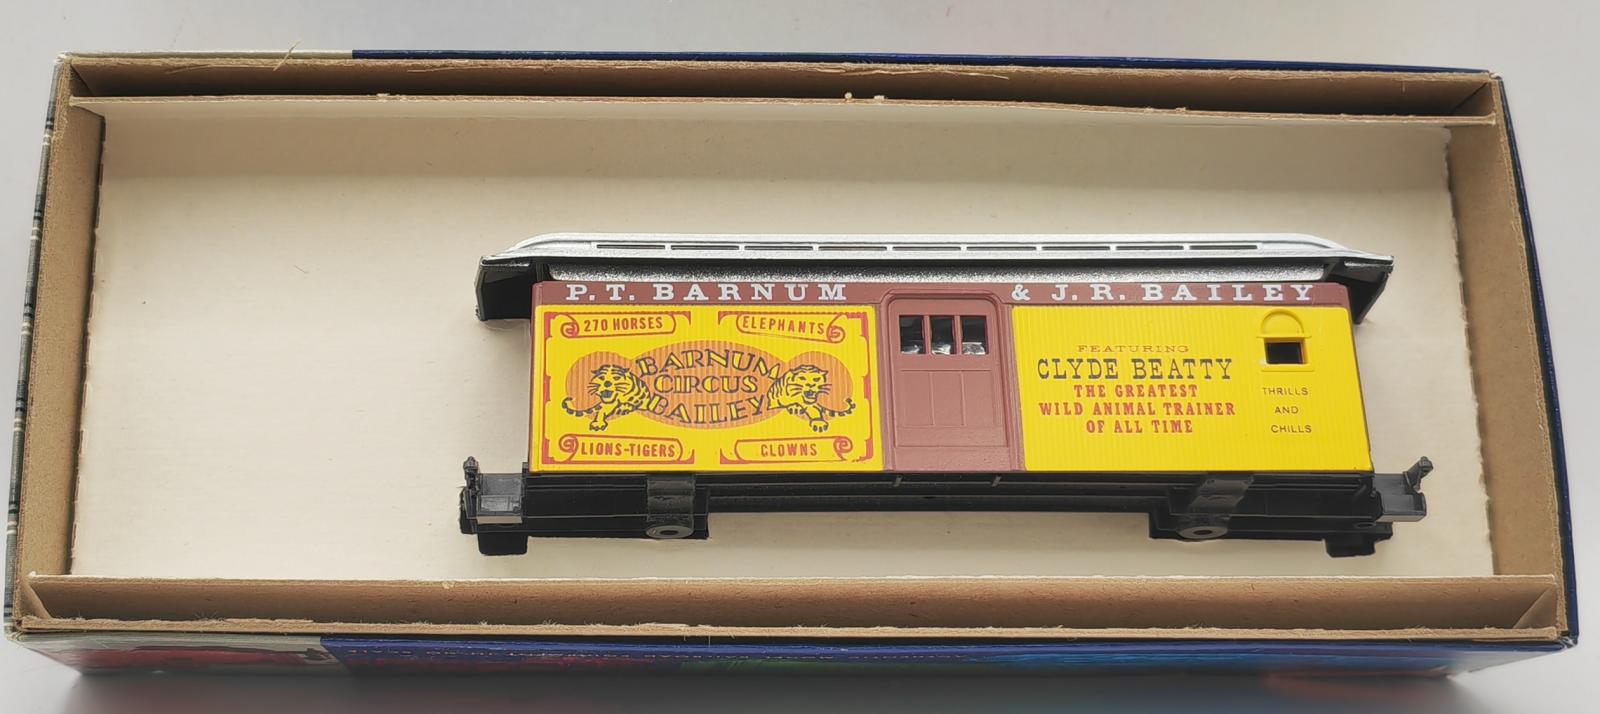 P.T. BARNUM & J.R. BAILEY
270 HORSES
ELEPHANTS
BARNUM
CIRCUS
BAILEY
LIONS-TIGERS
CLOWNS
FEATURING
CLYDE BEATTY
THE GREATEST
WILD ANIMAL TRAINER
OF ALL TIME
THRILLS
AND
CHILLS